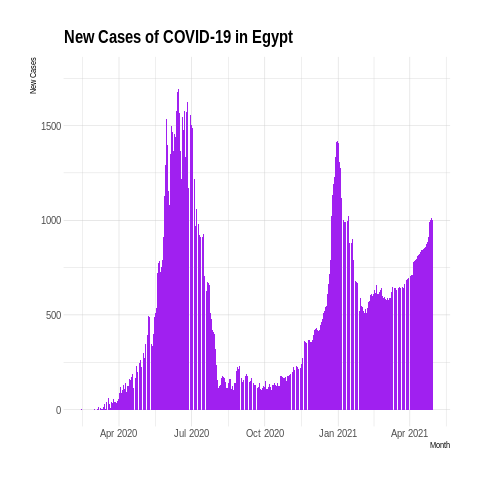 New Cases of COVID-19 in Egypt
New Cases
1500
1000
500
0
Apr 2020 Jul 2020 Oct 2020 Jan 2021 Apr 2021
Month